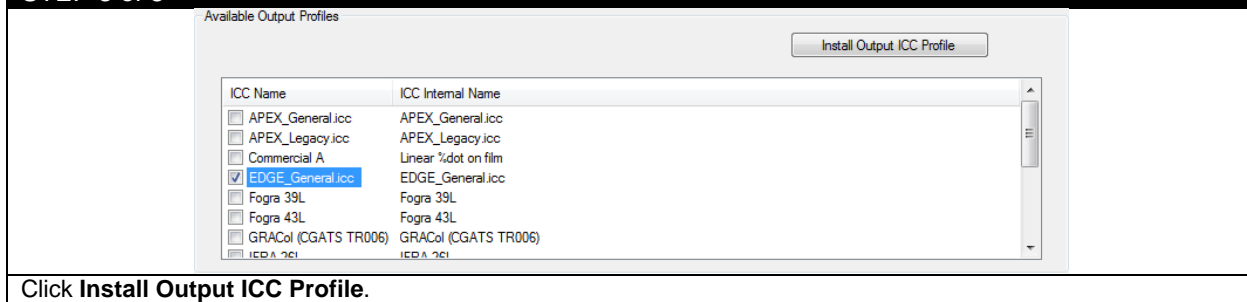 Available Output Profiles
Install Output ICC Profile
ICC Name ICC Internal Name
APEX_General.icc APEX_General.icc
APEX_Legacy.icc APEX_Legacy.icc
Commercial A Linear %dot on film
EDGE_General.icc EDGE_General.icc
Fogra 39L Fogra 39L
Fogra 43L Fogra 43L
GRACol (CGATS TR006) GRACol (CGATS TR006)
Click Install Output ICC Profile.